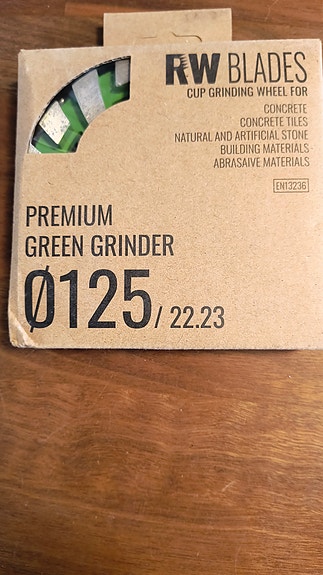 RW BLADES
CUP GRINDING WHEEL FOR
CONCRETE
CONCRETE TILES
NATURAL AND ARTIFICIAL STONE
BUILDING MATERIALS
ABRASAIVE MATERIALS
EN13236
PREMIUM
GREEN GRINDER
Ø125/ 22.23